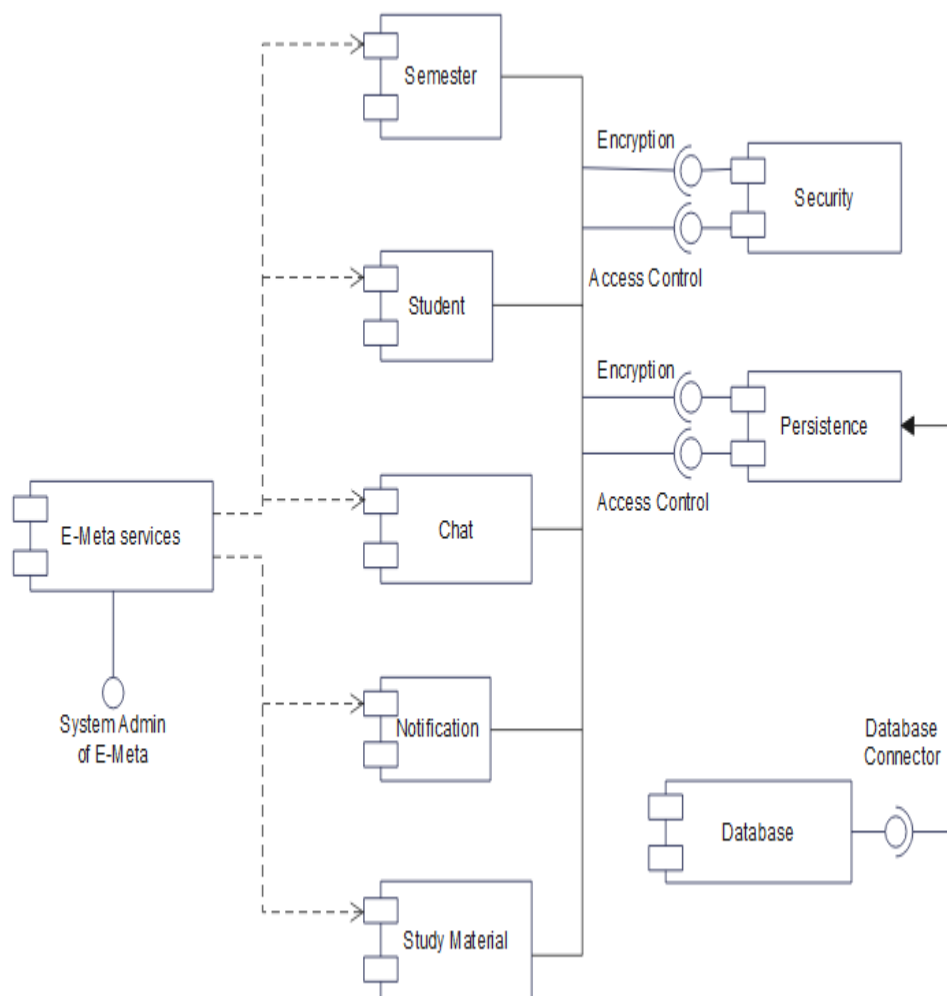 Semester
Encryption
Security
Access Control
Student
Encryption
Persistence
Access Control
Chat
E-Meta services
System Admin
of E-Meta
Notification
Database
Connector
Database
Study Material